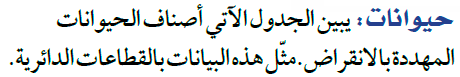 حيوانات: يبين الجدول الآتي أصناف الحيوانات
المهددة بالانقراض. مثّل هذه البيانات بالقطاعات الدائرية.